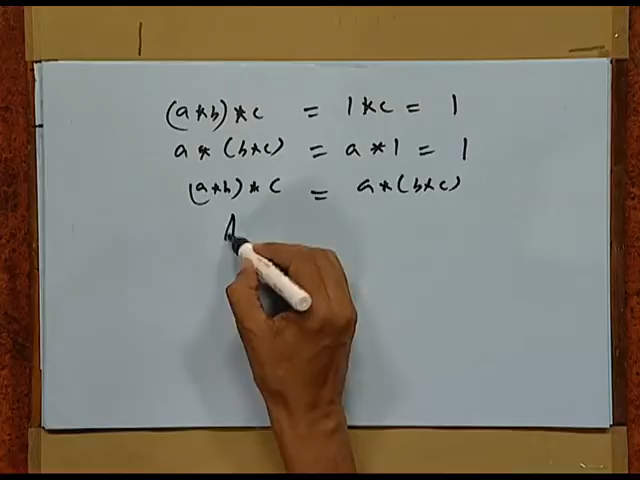 (a*b)*c = 1*c = 1
a*(b*c) = a*1 = 1
(a*b)*c = a*(b*c)
A